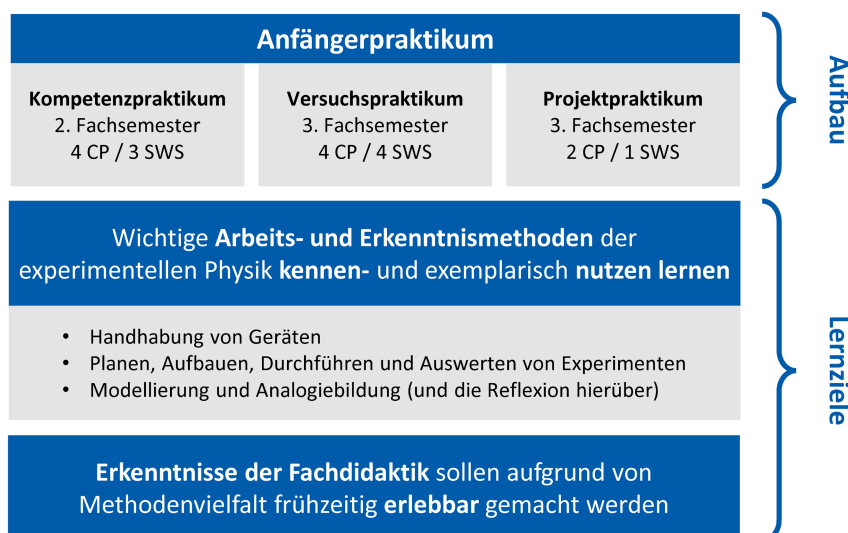 Anfängerpraktikum
Kompetenzpraktikum
2. Fachsemester
4 CP / 3 SWS
Versuchspraktikum
3. Fachsemester
4 CP / 4 SWS
Projektpraktikum
3. Fachsemester
2 CP / 1 SWS
Aufbau
Wichtige Arbeits- und Erkenntnismethoden der
experimentellen Physik kennen- und exemplarisch nutzen lernen
• Handhabung von Geräten
• Planen, Aufbauen, Durchführen und Auswerten von Experimenten
• Modellierung und Analogiebildung (und die Reflexion hierüber)
Erkenntnisse der Fachdidaktik sollen aufgrund von
Methodenvielfalt frühzeitig erlebbar gemacht werden
Lernziele